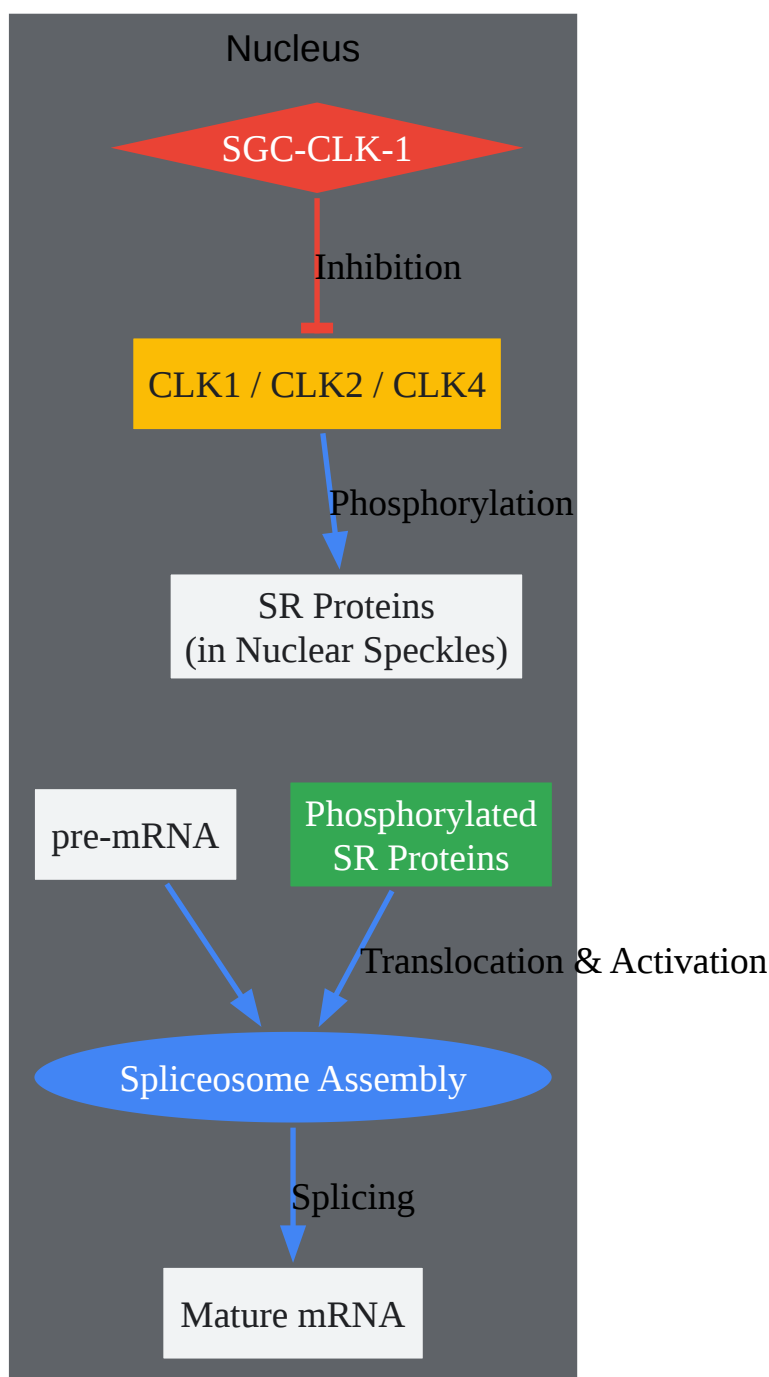 Nucleus
SGC-CLK-1
Inhibition
CLK1 / CLK2 / CLK4
Phosphorylation
SR Proteins
(in Nuclear Speckles)
pre-mRNA
Phosphorylated
SR Proteins
Translocation & Activation
Spliceosome Assembly
Splicing
Mature mRNA